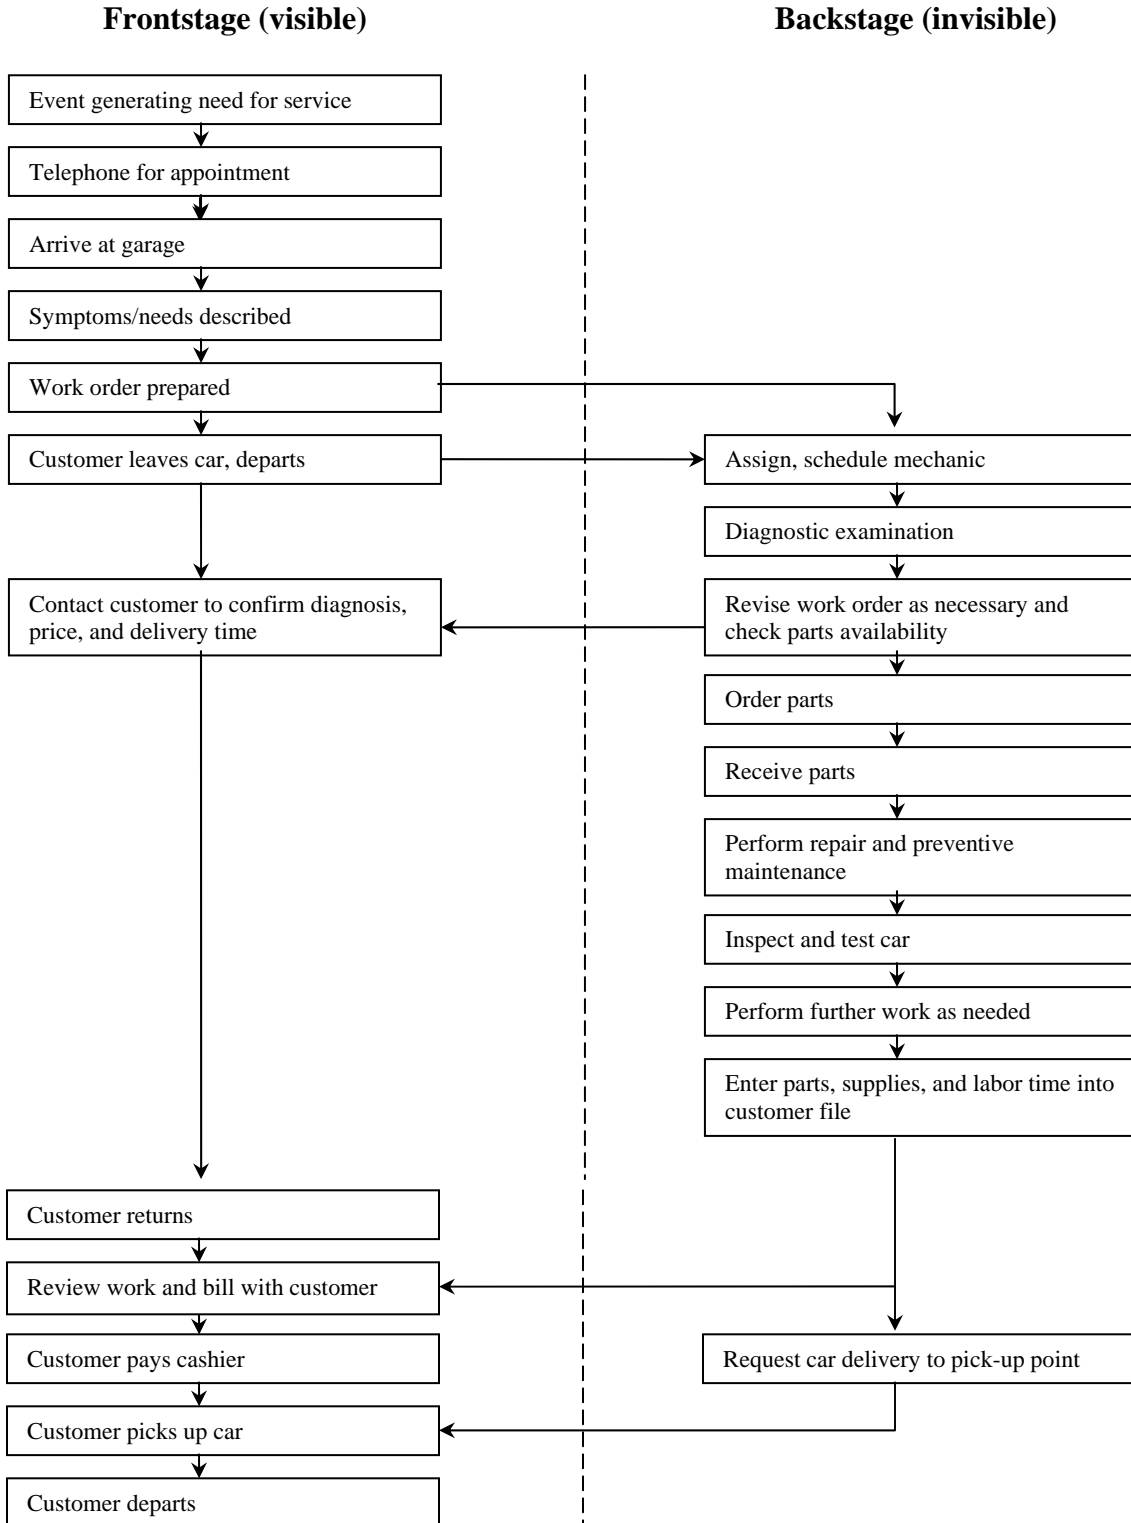 Frontstage (visible)
Backstage (invisible)
Event generating need for service
Telephone for appointment
Arrive at garage
Symptoms/needs described
Work order prepared
Customer leaves car, departs
Assign, schedule mechanic
Diagnostic examination
Contact customer to confirm diagnosis,
price, and delivery time
Revise work order as necessary and
check parts availability
Order parts
Receive parts
Perform repair and preventive
maintenance
Inspect and test car
Perform further work as needed
Enter parts, supplies, and labor time into
customer file
Customer returns
Review work and bill with customer
Customer pays cashier
Request car delivery to pick-up point
Customer picks up car
Customer departs